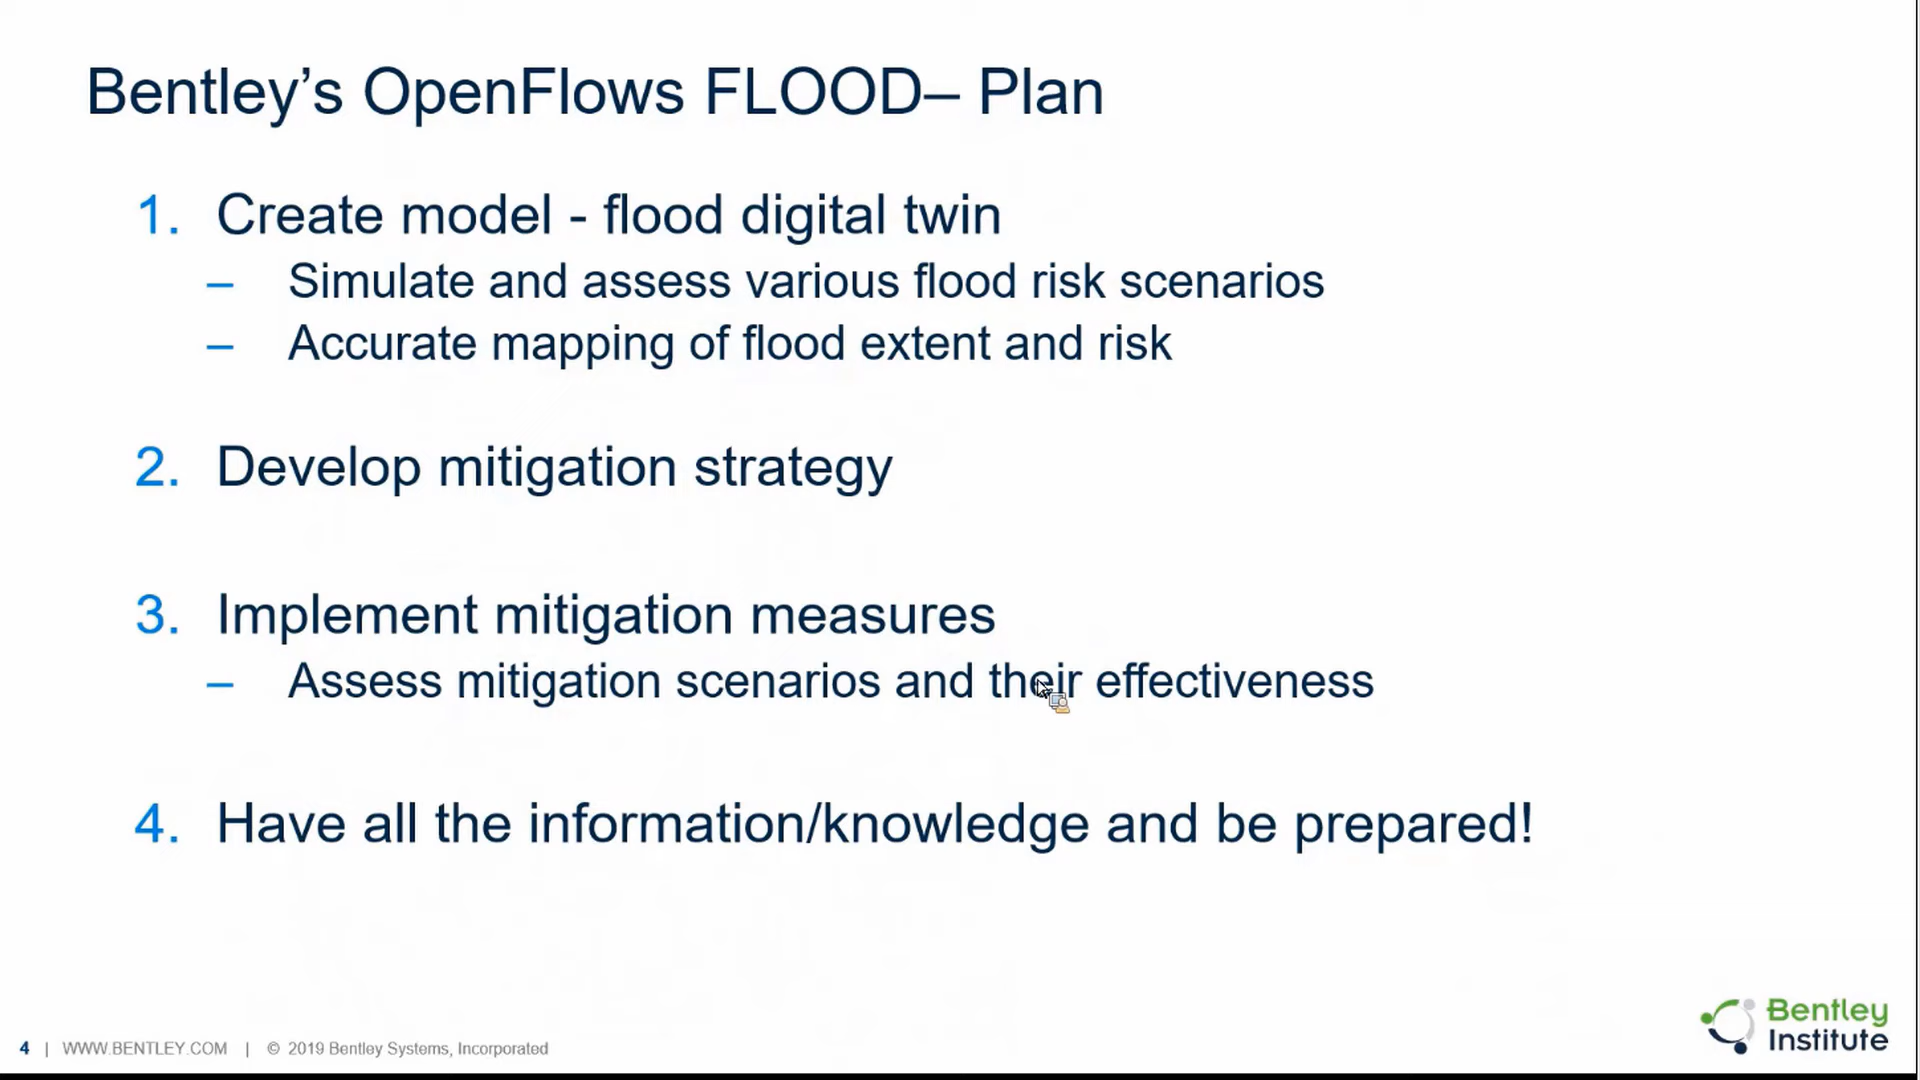 Bentley’s OpenFlows FLOOD– Plan
1. Create model - flood digital twin
– Simulate and assess various flood risk scenarios
– Accurate mapping of flood extent and risk
2. Develop mitigation strategy
3. Implement mitigation measures
– Assess mitigation scenarios and their effectiveness
4. Have all the information/knowledge and be prepared!
4 | WWW.BENTLEY.COM | © 2019 Bentley Systems, Incorporated
Bentley
Institute